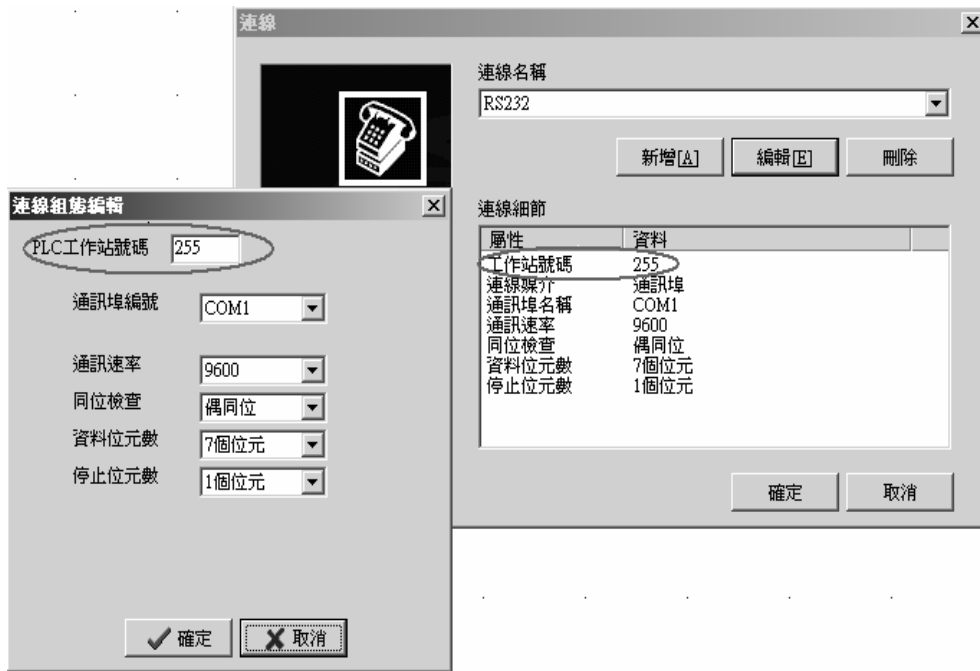 連線
連線名稱
RS232
新增[A] 編輯[E] 刪除
連線細節
屬性 資料
工作站號碼 255
連線媒介 通訊埠
通訊埠名稱 COM1
通訊速率 9600
同位檢查 偶同位
資料位元數 7個位元
停止位元數 1個位元
確定 取消
連線組態編輯
PLC工作站號碼 255
通訊埠編號 COM1
通訊速率 9600
同位檢查 偶同位
資料位元數 7個位元
停止位元數 1個位元
確定 取消